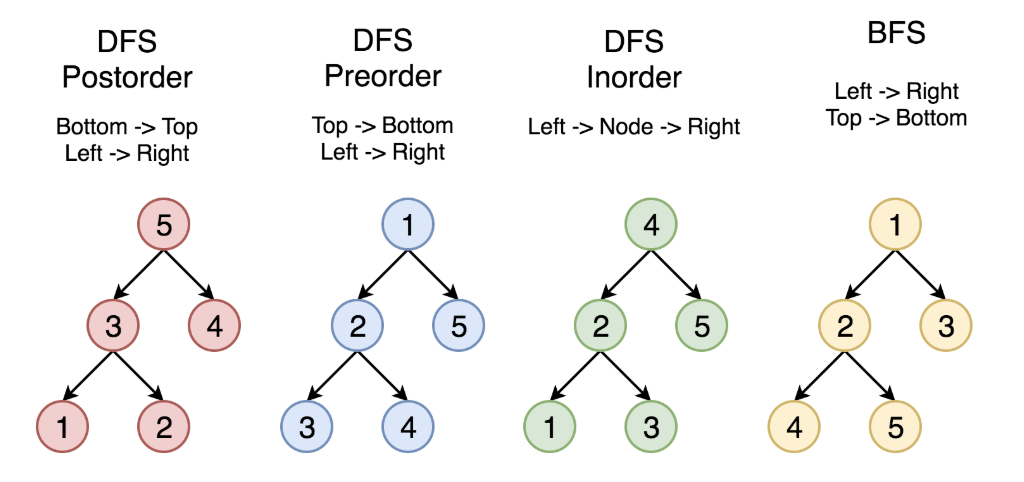 DFS
Postorder
Bottom -> Top
Left -> Right
5
3
4
1
2
DFS
Preorder
Top -> Bottom
Left -> Right
1
2
5
3
4
DFS
Inorder
Left -> Node -> Right
4
2
5
1
3
BFS
Left -> Right
Top -> Bottom
1
2
3
4
5